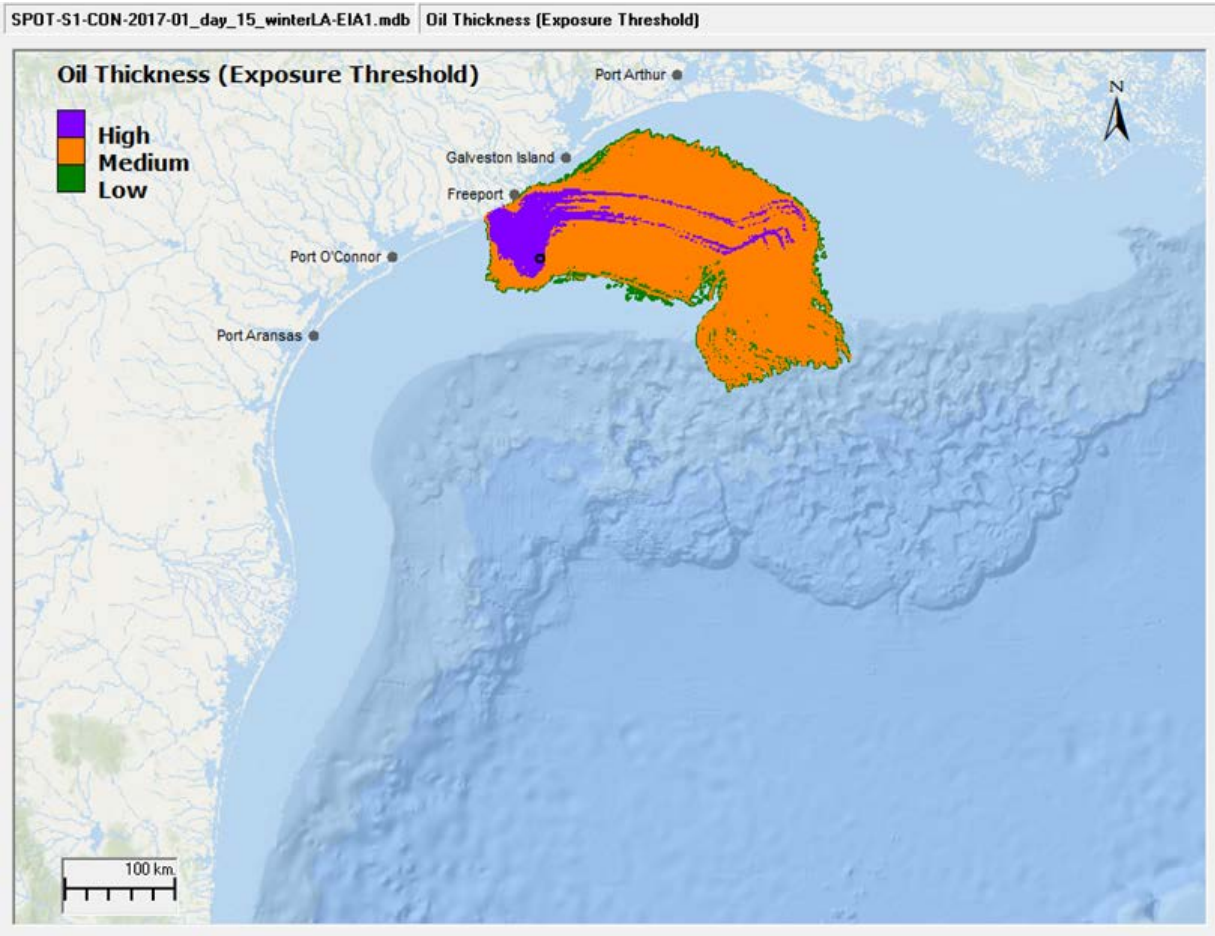 SPOT-S1-CON-2017-01_day_15_winterLA-EIA1.mdb Oil Thickness (Exposure Threshold)
Oil Thickness (Exposure Threshold)
High
Medium
Low
Port Arthur
N
Galveston Island
Freeport
Port O'Connor
Port Aransas
100 km.